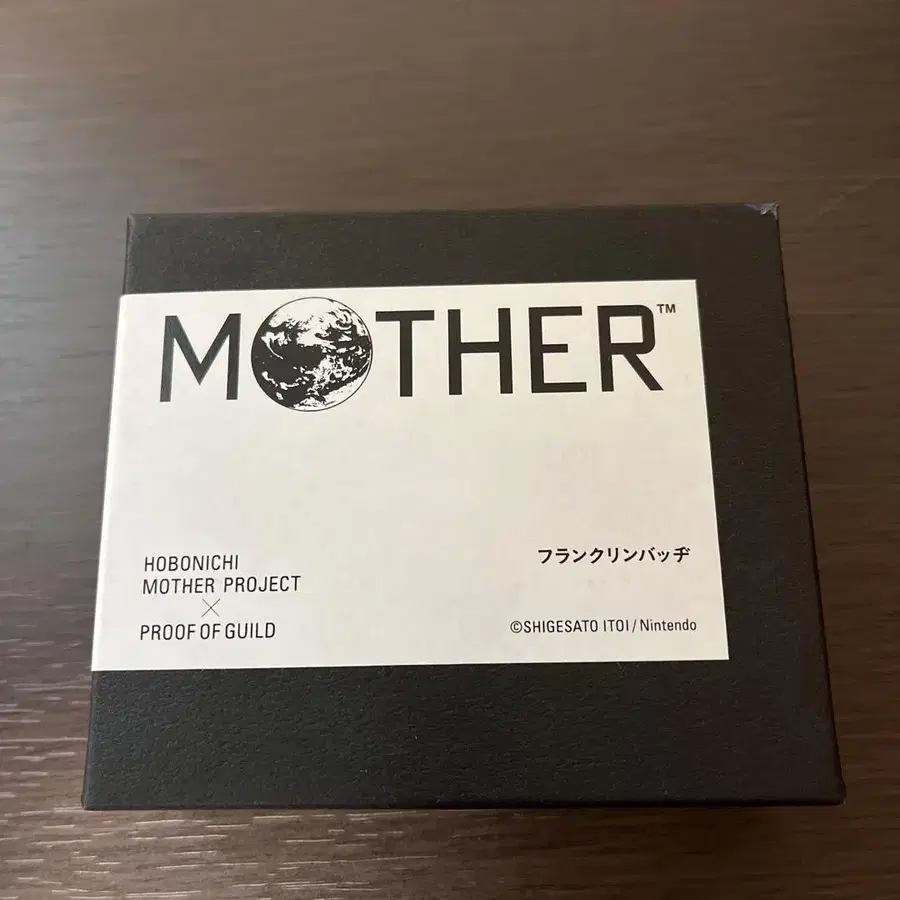 MOTHER™
HOBONICHI
MOTHER PROJECT
×
PROOF OF GUILD
フランクリンバッヂ
©SHIGESATO ITOI / Nintendo